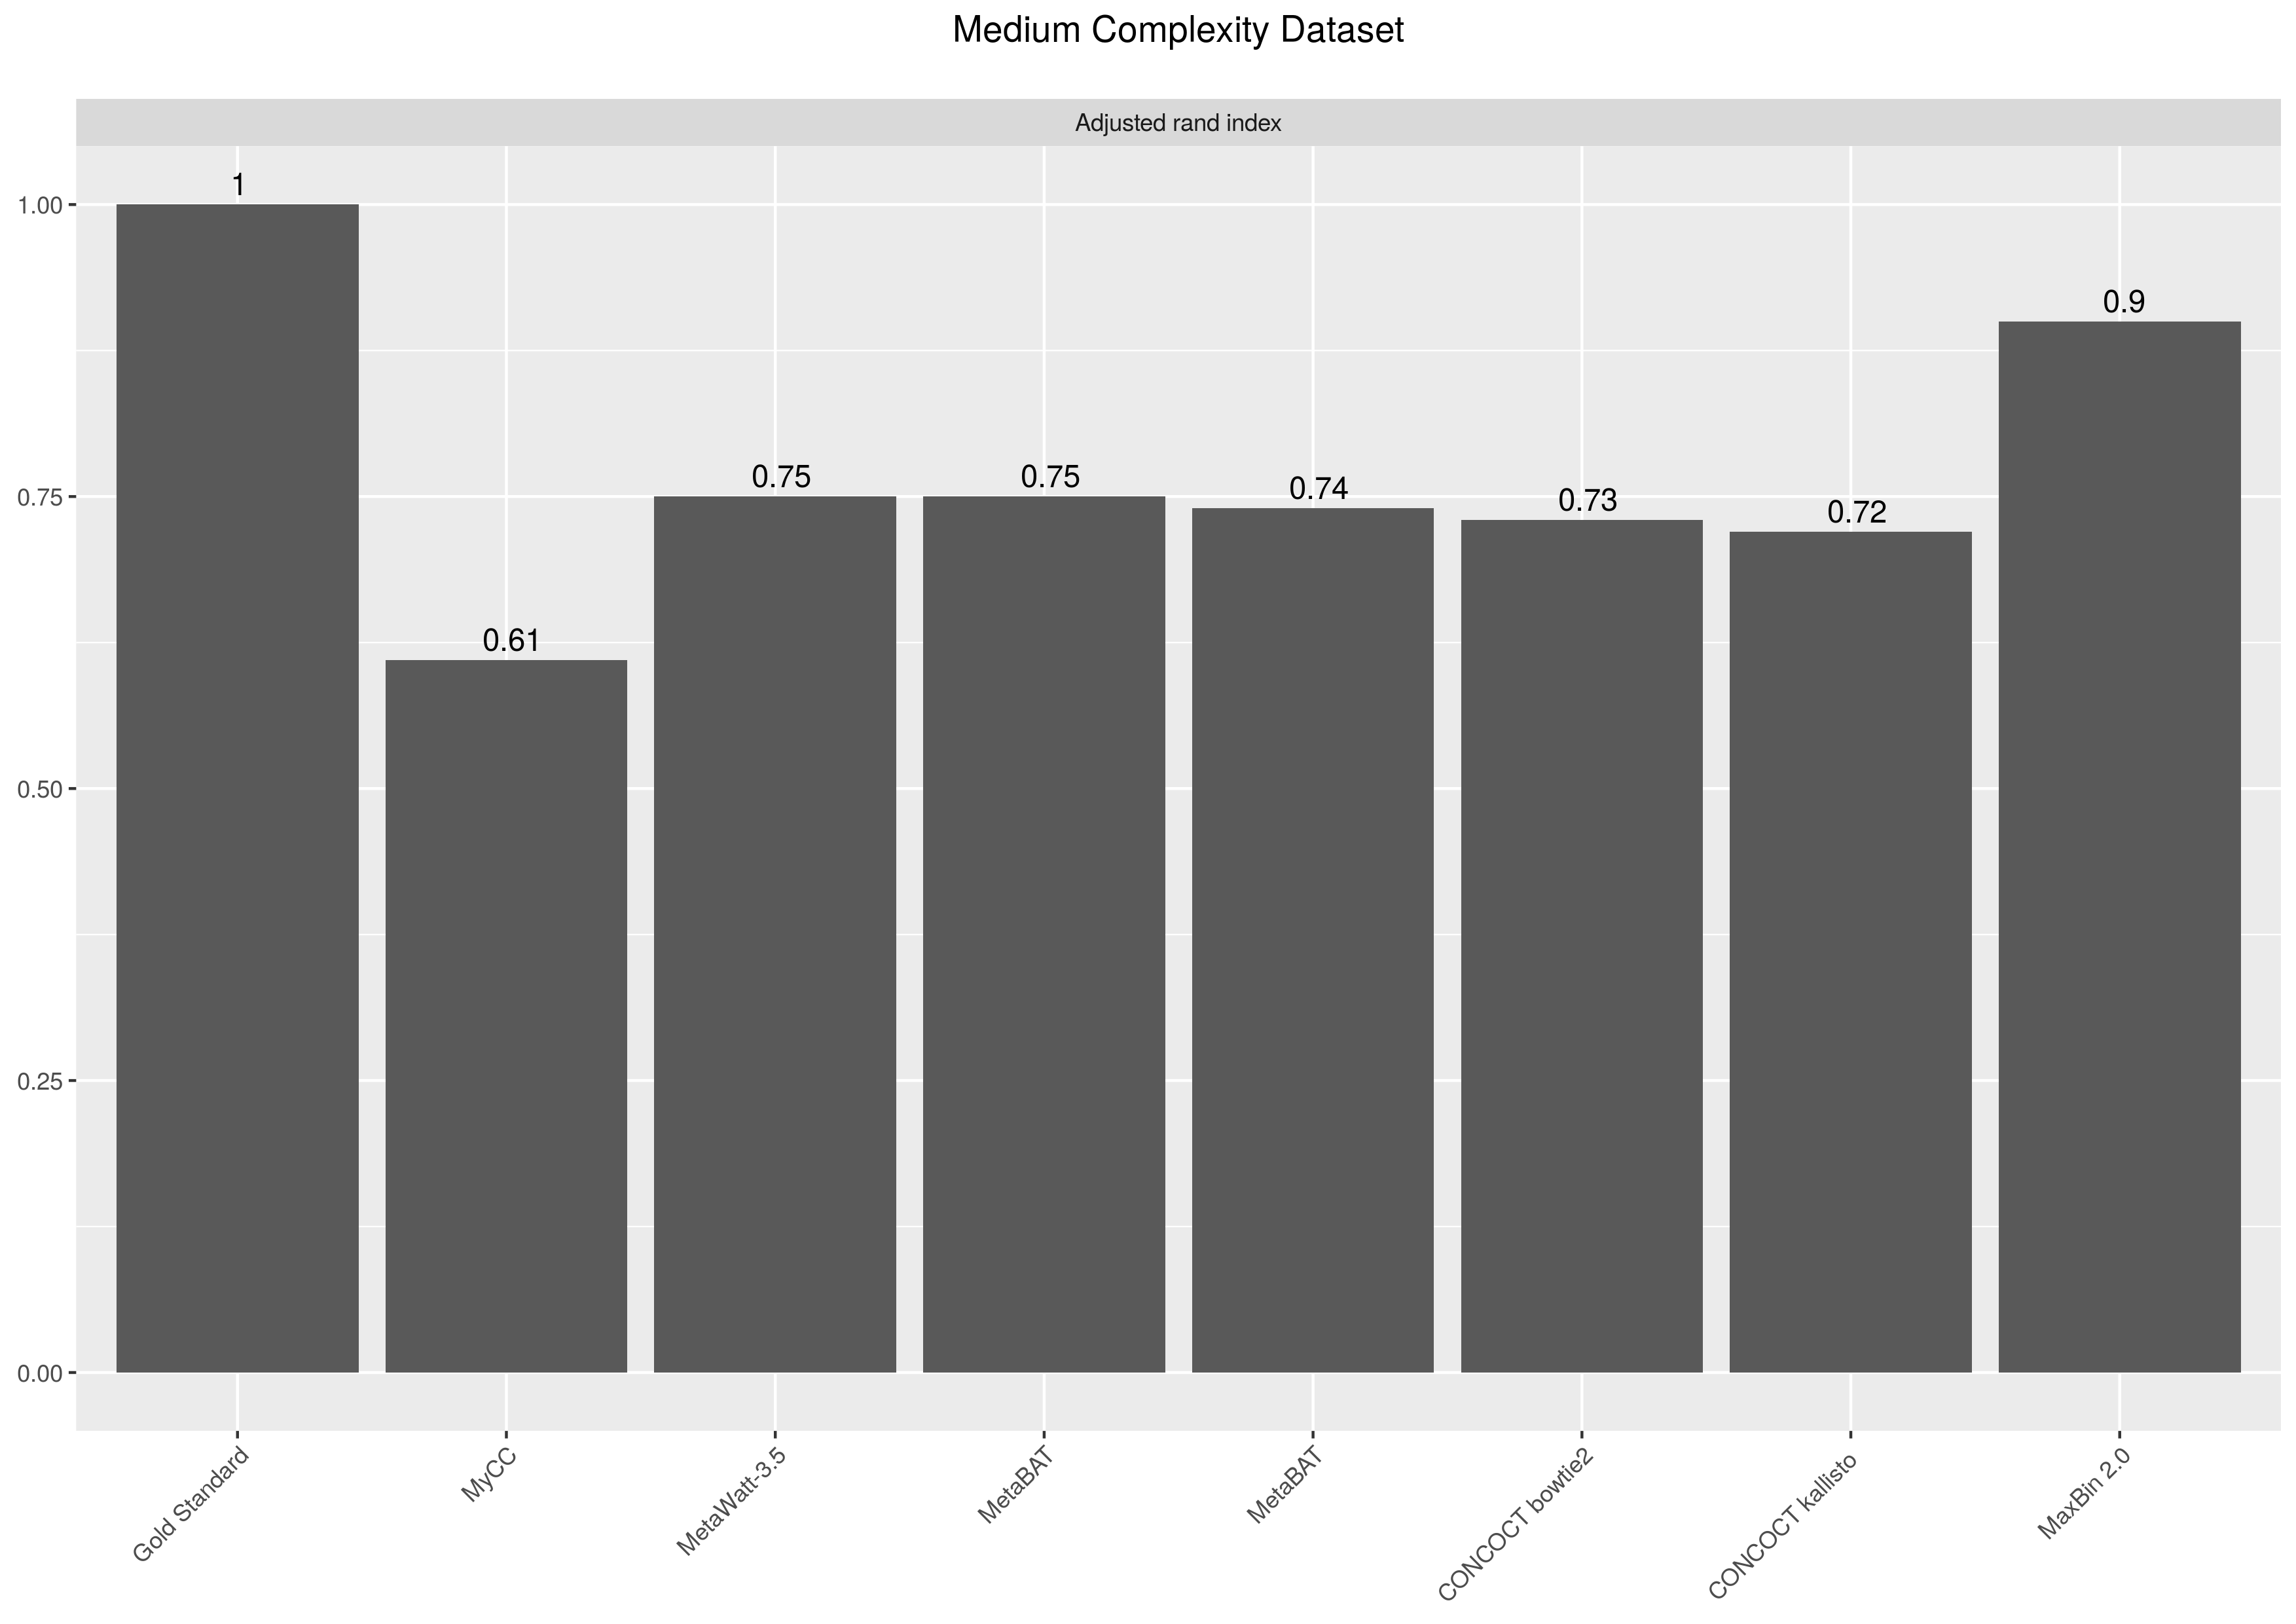 Medium Complexity Dataset
Adjusted rand index
1.00
0.75
0.50
0.25
0.00
1
0.61
0.75
0.75
0.74
0.73
0.72
0.9
Gold Standard
MyCC
MetaWatt-3.5
MetaBAT
MetaBAT
CONCOCT bowtie2
CONCOCT kallisto
MaxBin 2.0